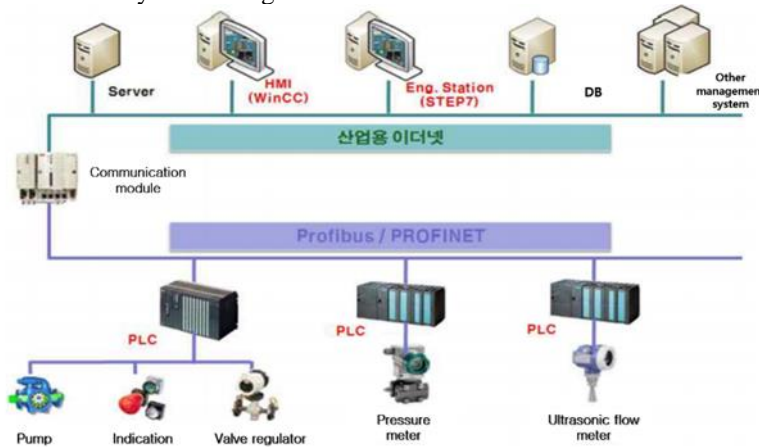 Server
HMI
(WinCC)
Eng. Station
(STEP7)
DB
Other
management
system
산업용 이더넷
Communication
module
Profibus / PROFINET
PLC
PLC
PLC
Pump
Indication
Valve regulator
Pressure
meter
Ultrasonic flow
meter